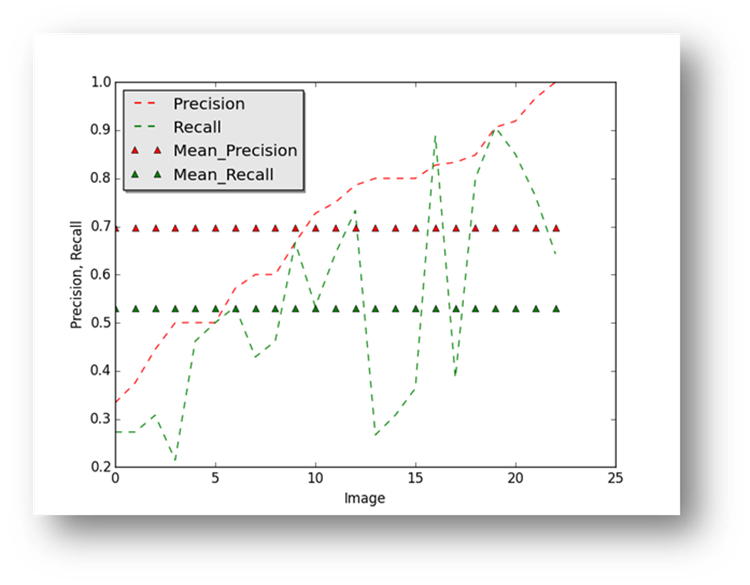 1.0
0.9
0.8
0.7
0.6
0.5
0.4
0.3
0.2
Precision, Recall
Precision
Recall
Mean_Precision
Mean_Recall
0 5 10 15 20 25
Image